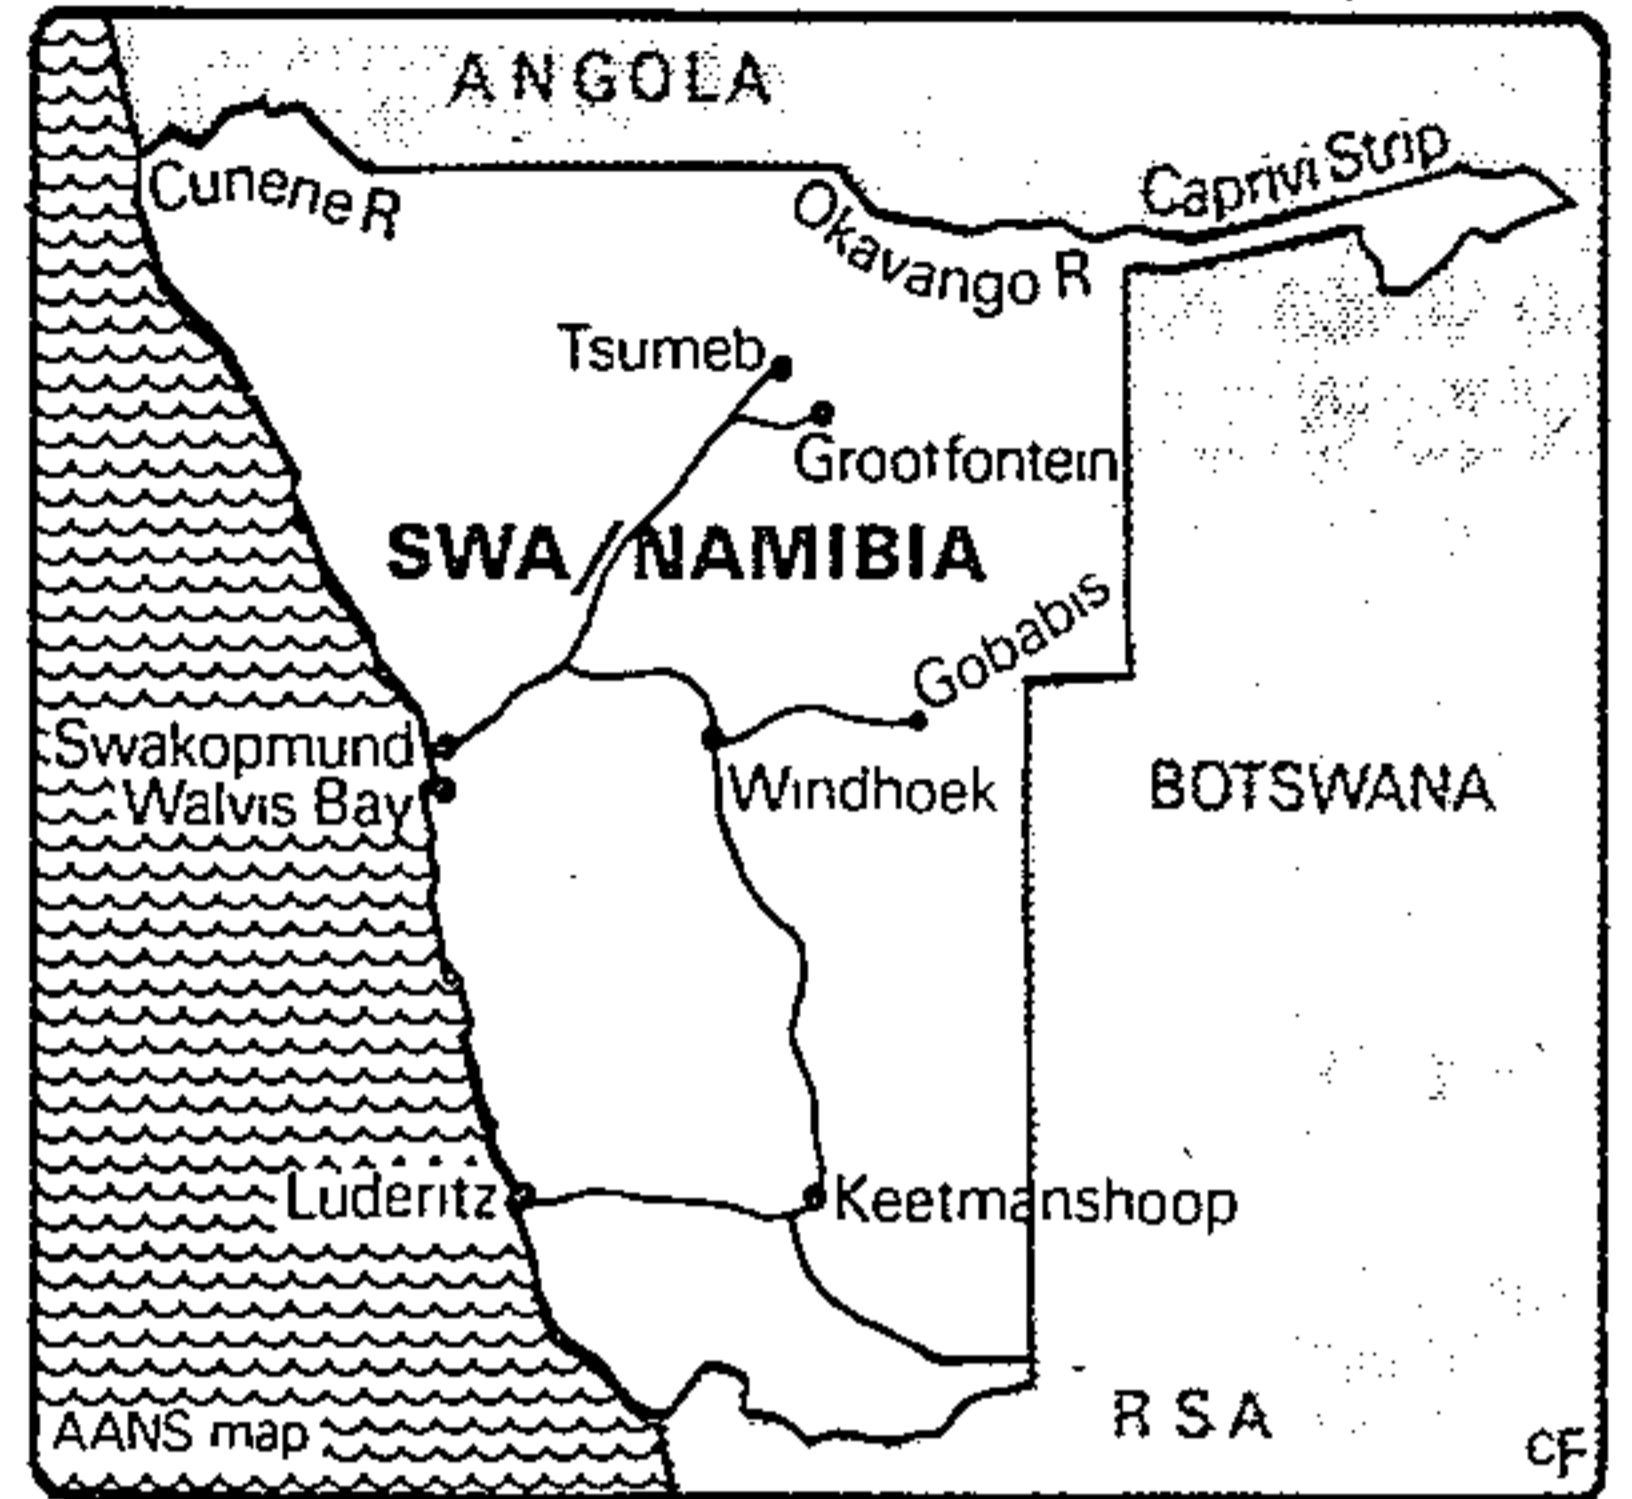 ANGOLA
Caprivi Strip
Cunene R
Okavango R
Tsumeb
Grootfontein
SWA/NAMIBIA
Gobabis
Swakopmund
Walvis Bay
Windhoek
BOTSWANA
Luderitz
Keetmanshoop
RSA
AANS map
CF